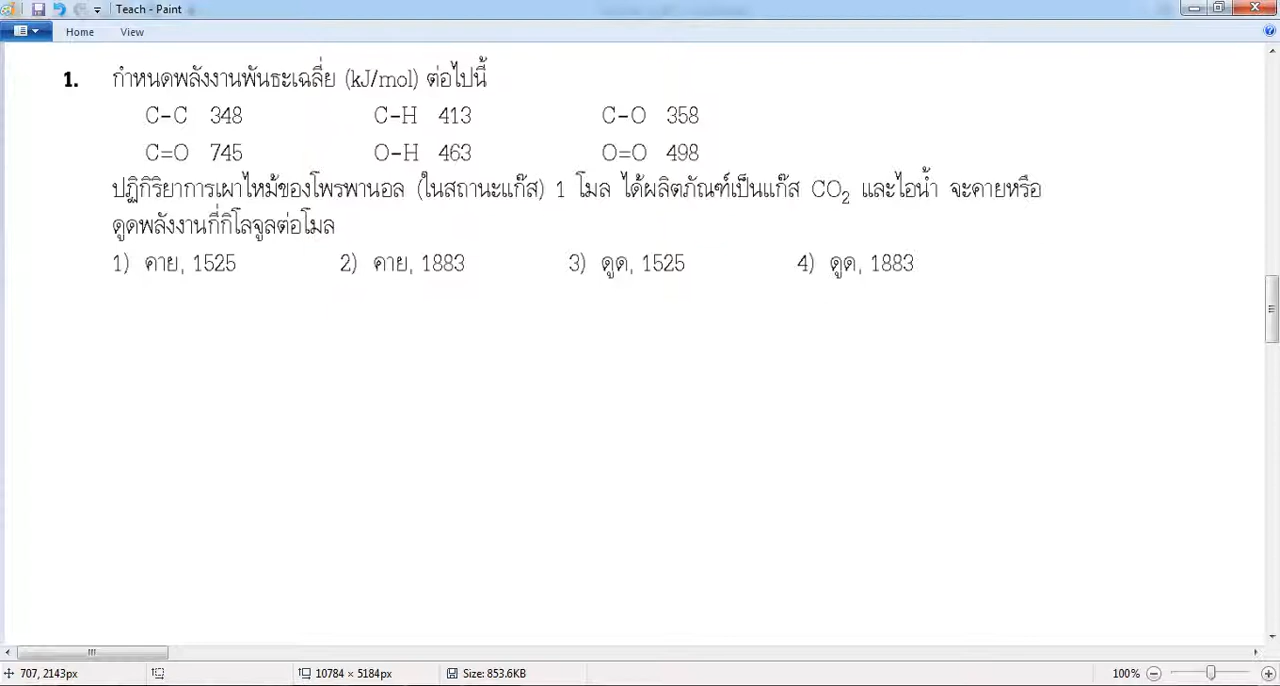 Teach - Paint
Home View
1. กำหนดพลังงานพันธะเฉลี่ย (kJ/mol) ต่อไปนี้
C-C 348 C-H 413 C-O 358
C=O 745 O-H 463 O=O 498
ปฏิกิริยาการเผาไหม้ของโพรพานอล (ในสถานะแก๊ส) 1 โมล ได้ผลิตภัณฑ์เป็นแก๊ส CO₂ และไอน้ำ จะคายหรือ
ดูดพลังงานกี่กิโลจูลต่อโมล
1) คาย, 1525 2) คาย, 1883 3) ดูด, 1525 4) ดูด, 1883
707, 2143px 10784 × 5184px Size: 853.6KB 100%